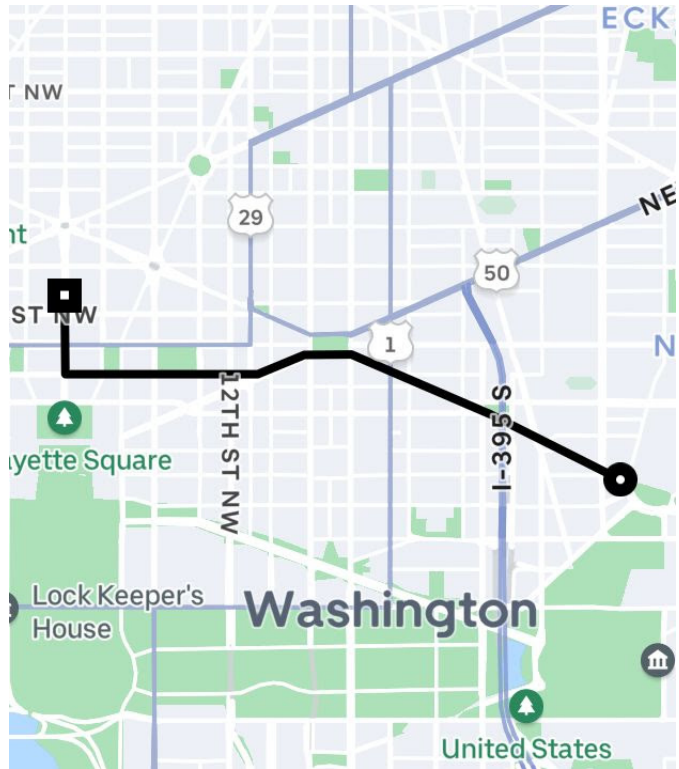 ECK
T NW
29
NE
nt
50
ST NW
1
N
12TH ST NW
I-395 S
ayette Square
Lock Keeper's
House
Washington
United States